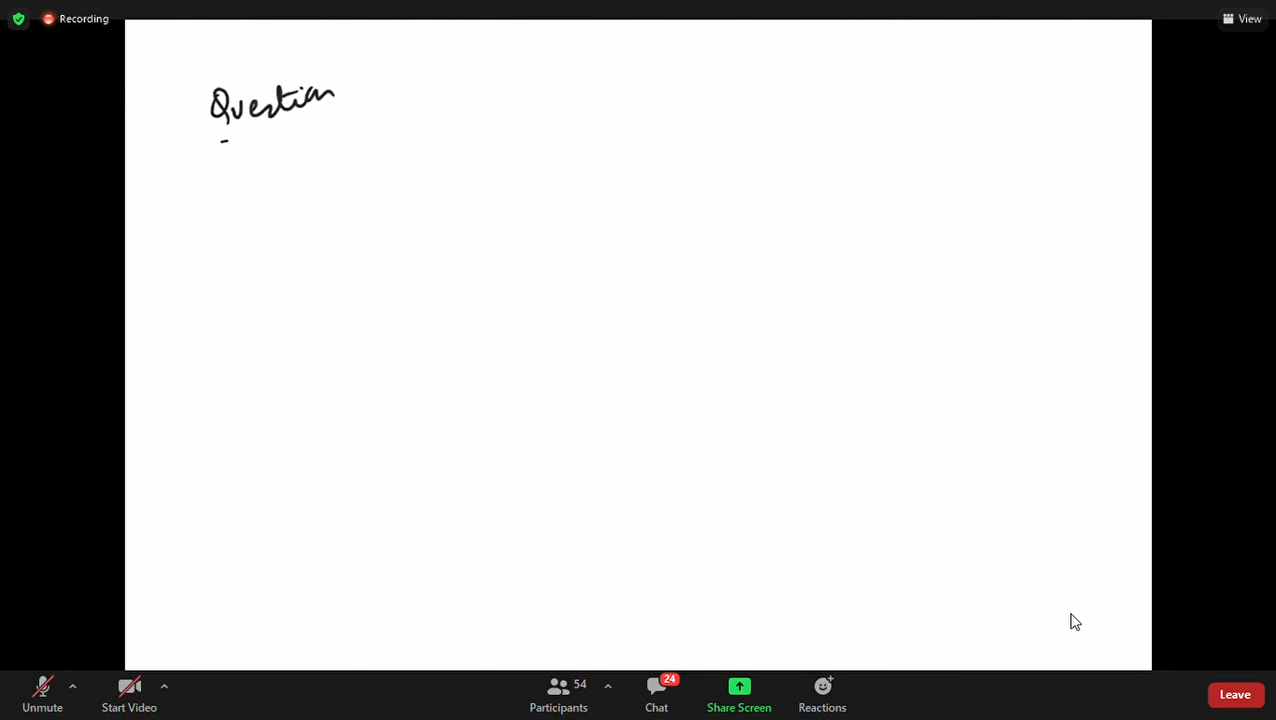 Recording
View
Question
-
54
24
Unmute
Start Video
Participants
Chat
Share Screen
Reactions
Leave